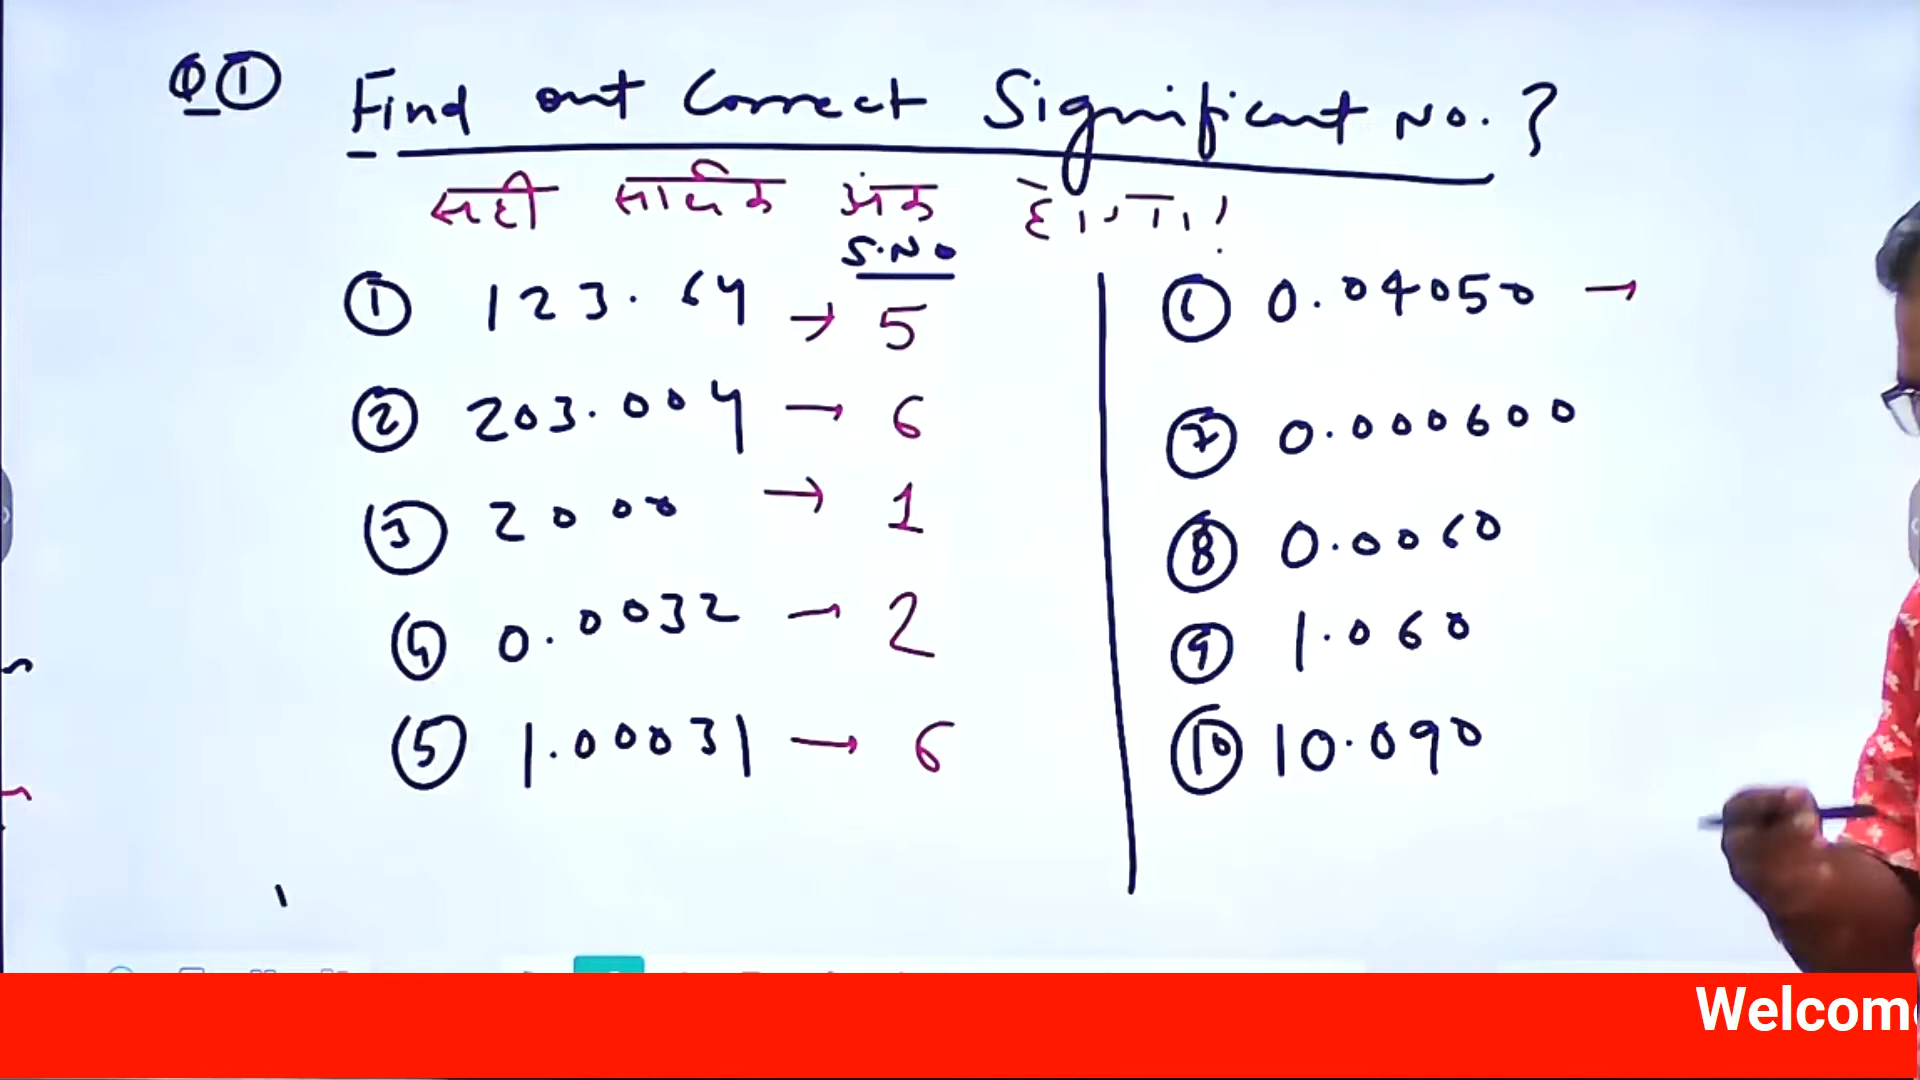 Q① Find out Correct Significant No. ?
सही सार्थक अंक होगा!
S.No
① 123.64 → 5
② 203.004 → 6
③ 2000 → 1
④ 0.0032 → 2
⑤ 1.00031 → 6
⑥ 0.04050 →
⑦ 0.000600
⑧ 0.0060
⑨ 1.060
⑩ 10.090
Welcom